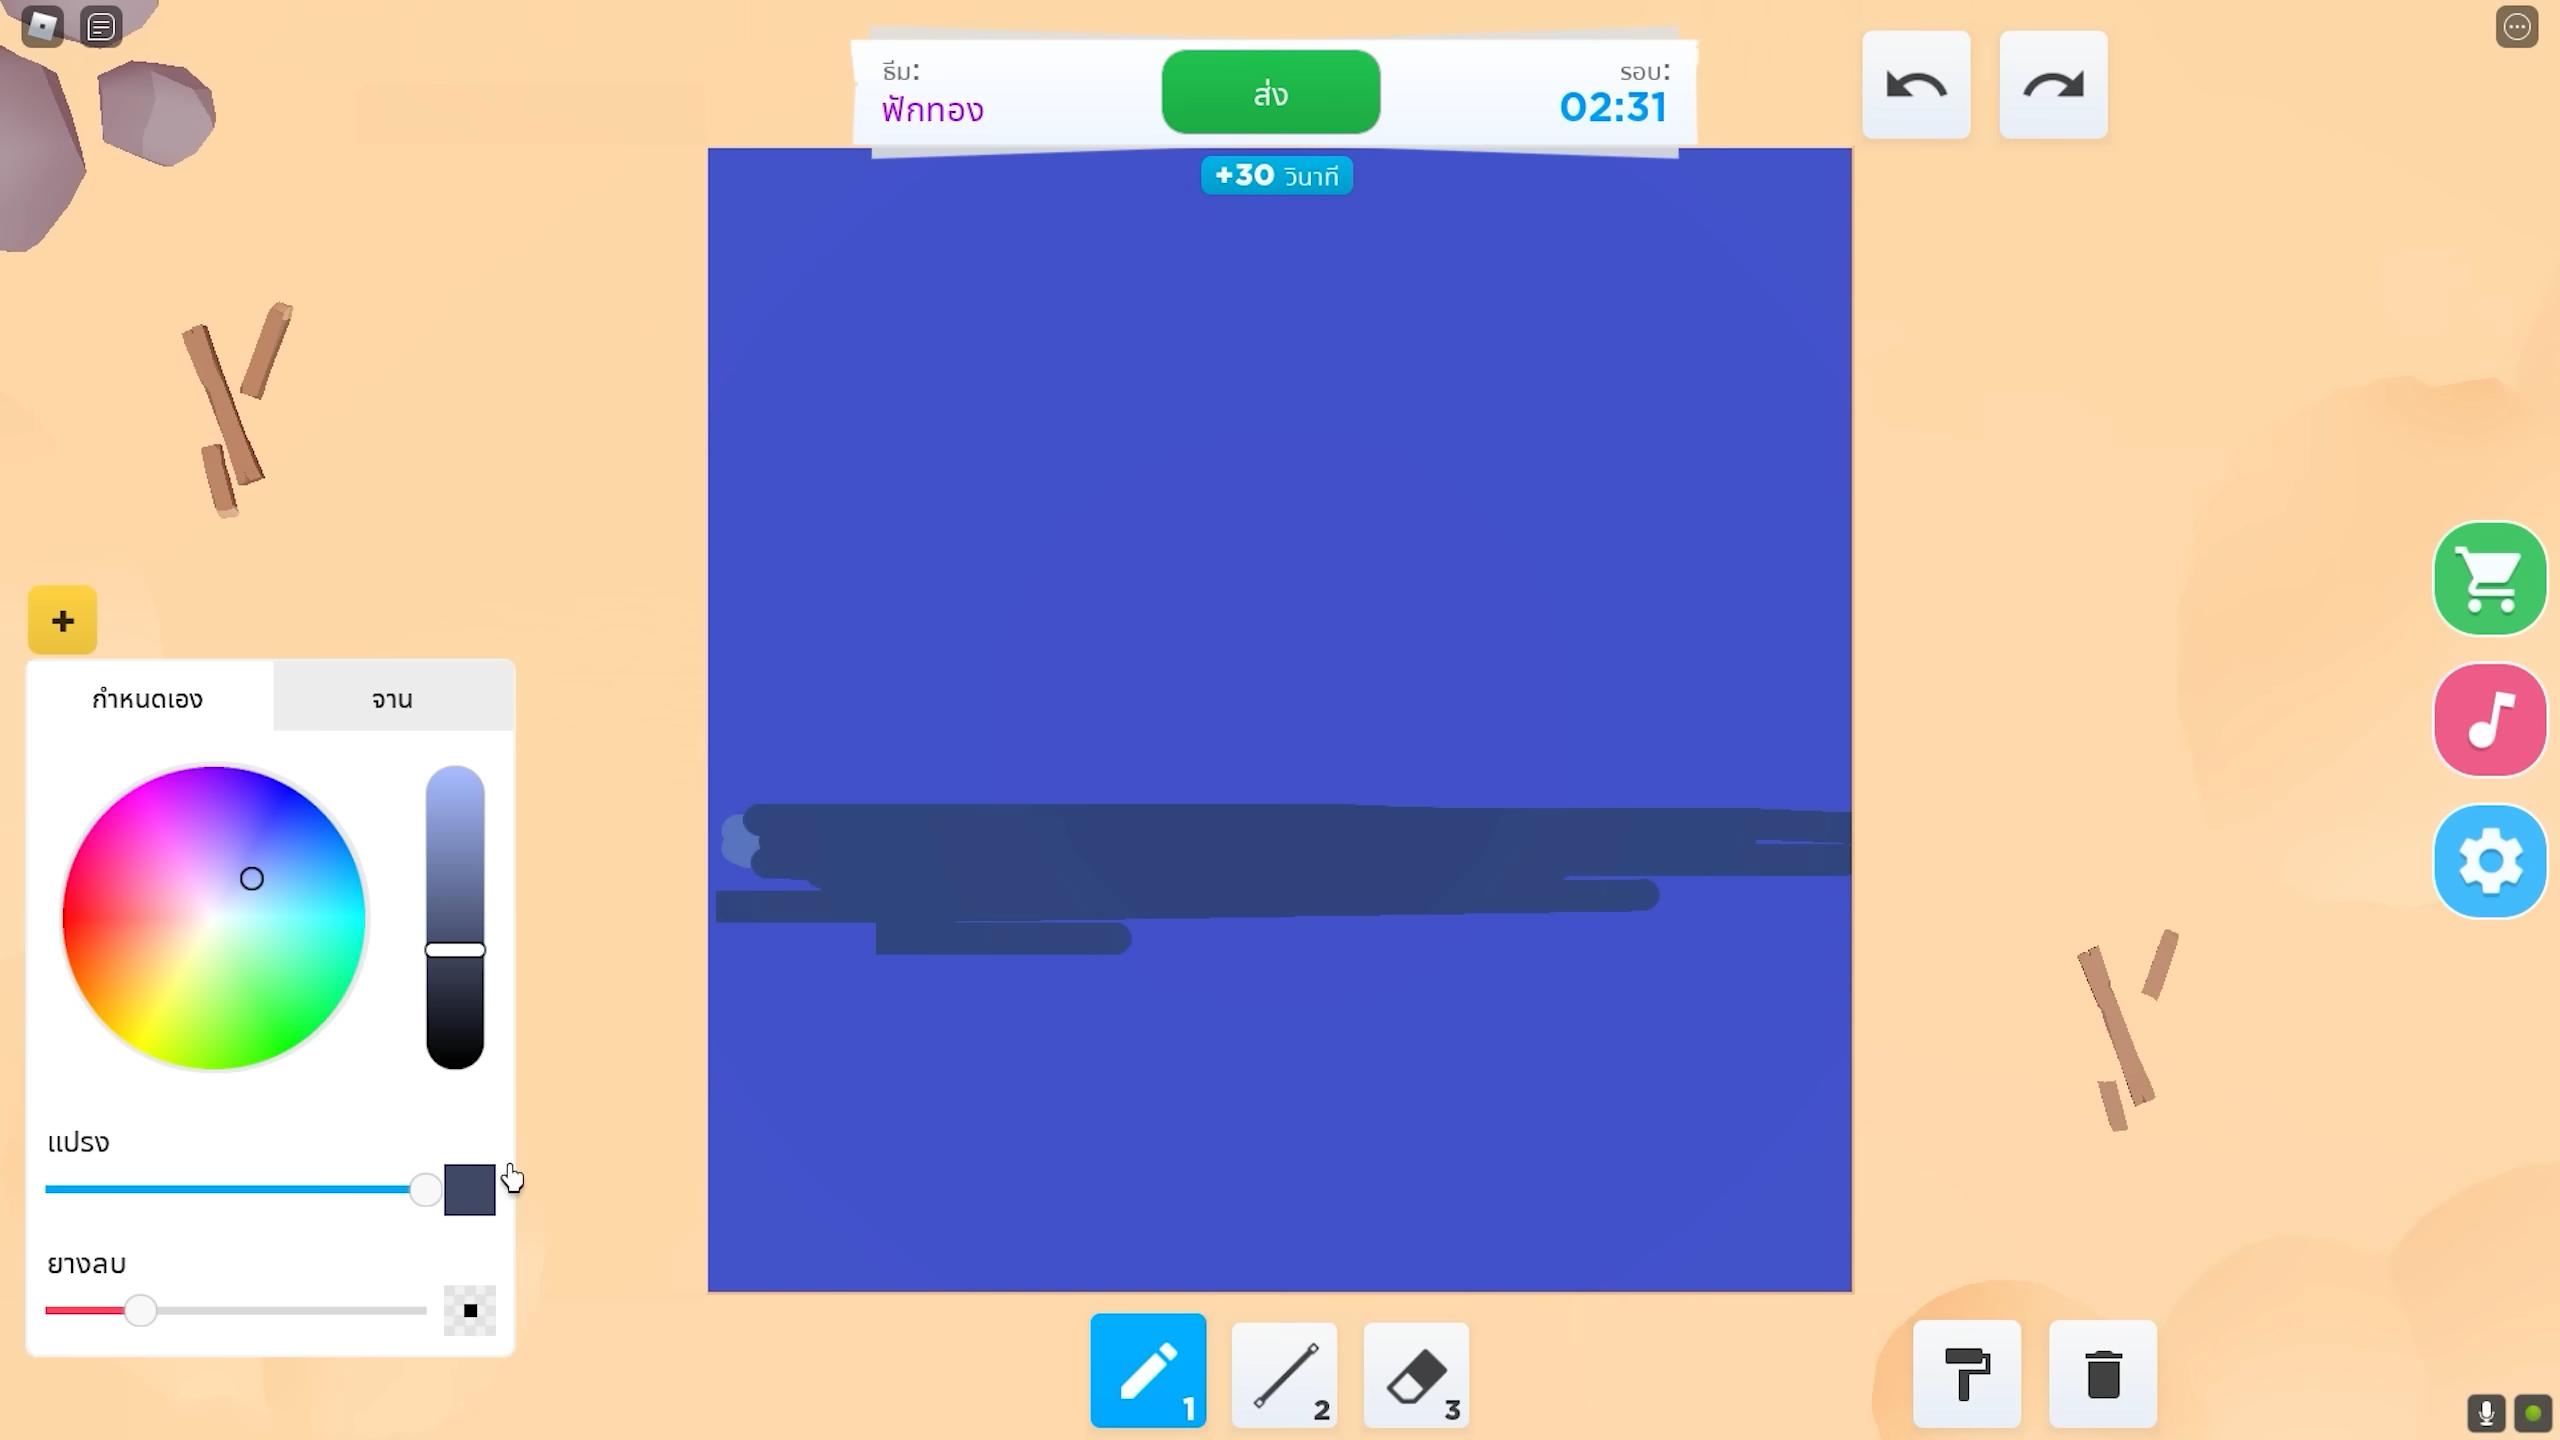 ธีม:
ฟักทอง
ส่ง
รอบ:
02:31
+30 วินาที
+
กำหนดเอง
จาน
แปรง
ยางลบ
1
2
3